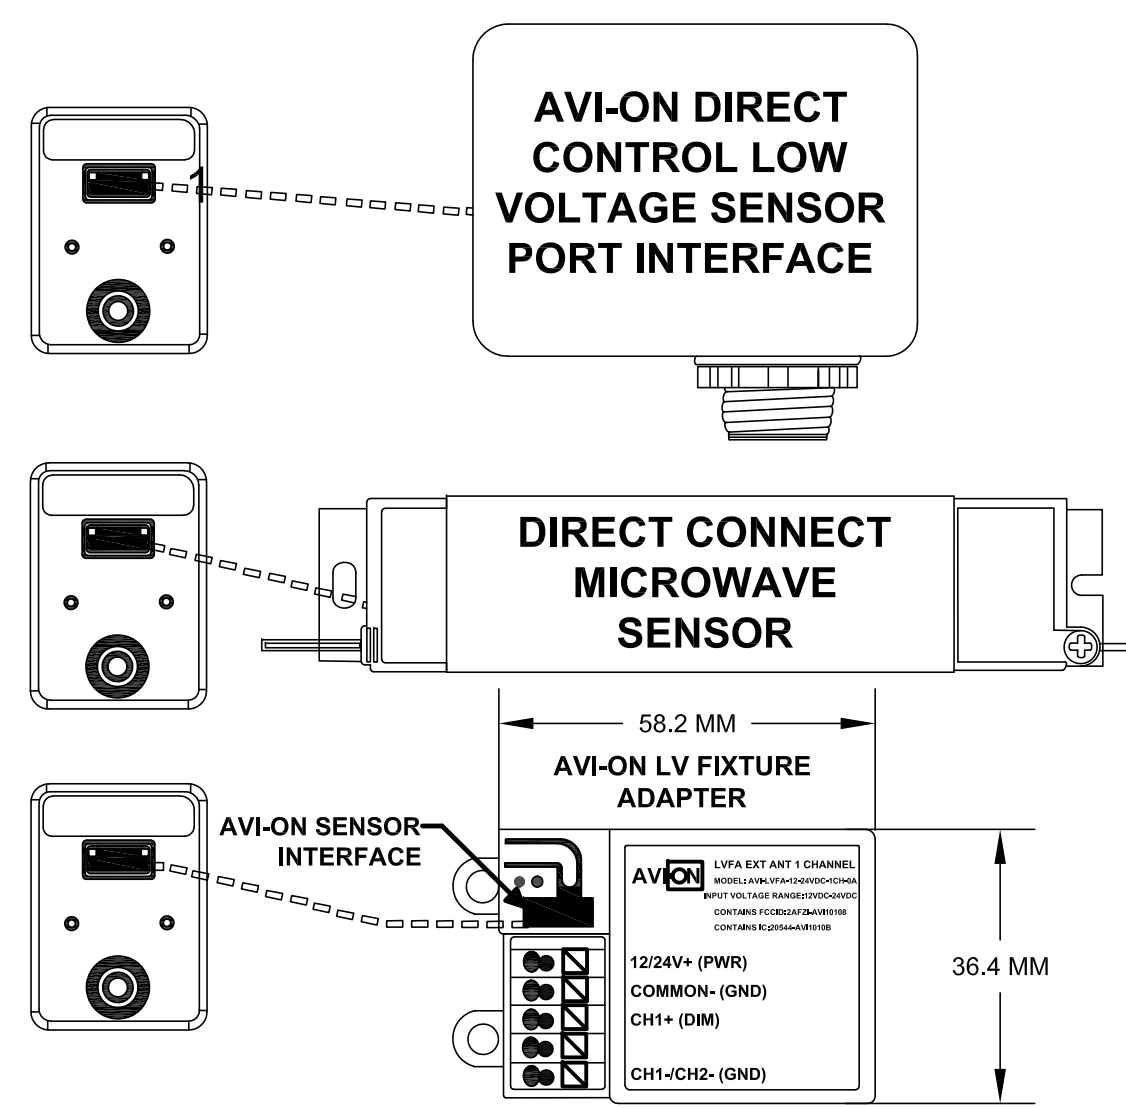 AVI-ON DIRECT
CONTROL LOW
VOLTAGE SENSOR
PORT INTERFACE
1
DIRECT CONNECT
MICROWAVE
SENSOR
58.2 MM
AVI-ON LV FIXTURE
ADAPTER
AVI-ON SENSOR
INTERFACE
AVI-ON
LVFA EXT ANT 1 CHANNEL
MODEL: AVI-LVFA-12-24VDC-1CH-0A
INPUT VOLTAGE RANGE:12VDC-24VDC
CONTAINS FCCID:2AFZI-AVI10108
CONTAINS IC:20544-AVI1010B
12/24V+ (PWR)
COMMON- (GND)
CH1+ (DIM)
CH1-/CH2- (GND)
36.4 MM